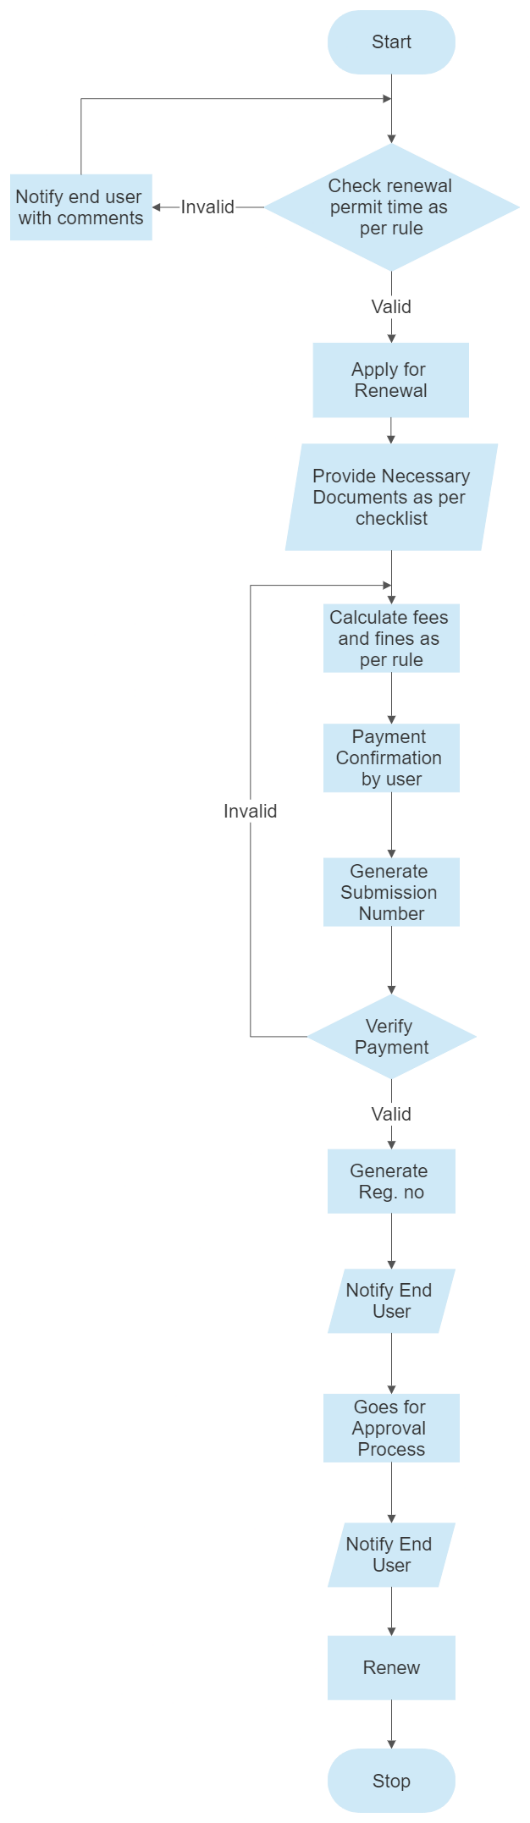 Start
Check renewal
permit time as
per rule
Invalid
Notify end user
with comments
Valid
Apply for
Renewal
Provide Necessary
Documents as per
checklist
Calculate fees
and fines as
per rule
Payment
Confirmation
by user
Invalid
Generate
Submission
Number
Verify
Payment
Valid
Generate
Reg. no
Notify End
User
Goes for
Approval
Process
Notify End
User
Renew
Stop